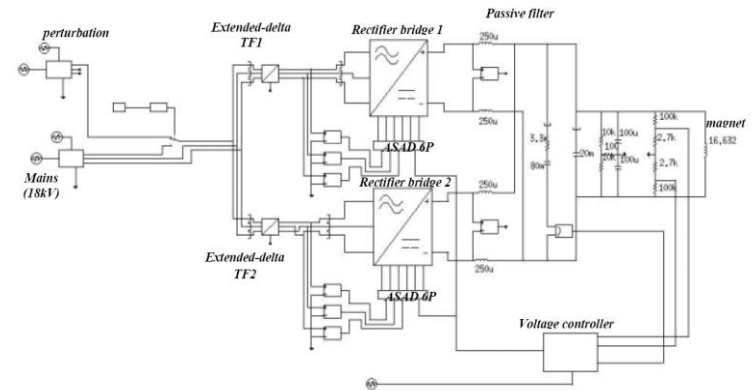 Passive filter
Extended-delta
TF1
Rectifier bridge 1
perturbation
250u
250u
ASAD 6P
Rectifier bridge 2
Mains
(18kV)
3.3m
80m
20m
10k
100u
10k
100u
100k
2.7k
2.7k
100k
magnet
16,632
250u
Extended-delta
TF2
250u
ASAD 6P
Voltage controller